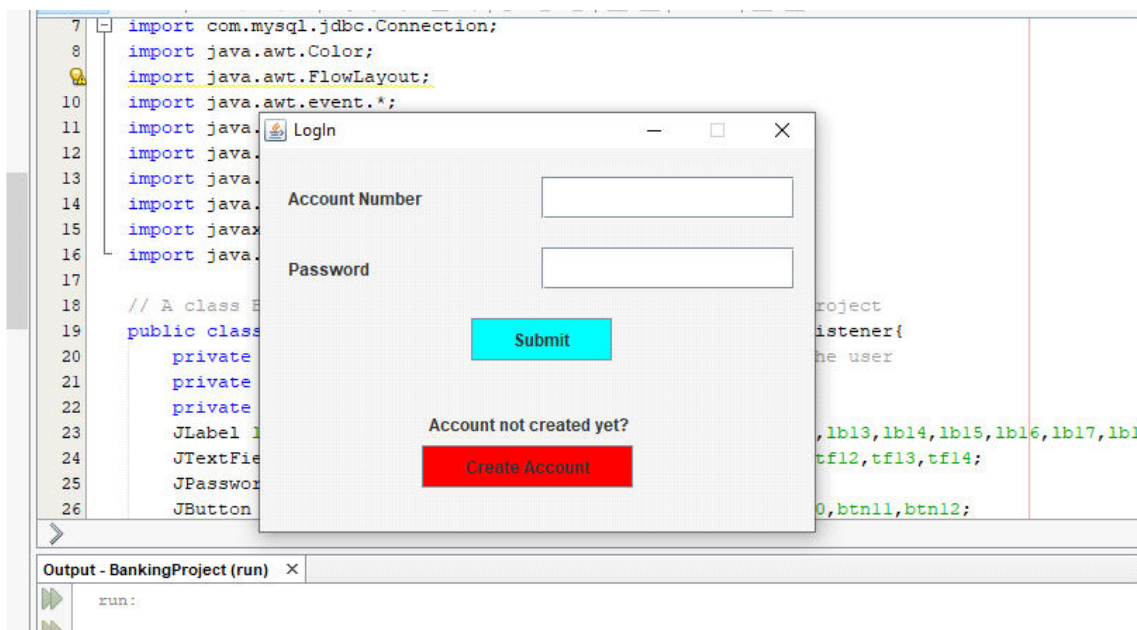 7 import com.mysql.jdbc.Connection;
8 import java.awt.Color;
import java.awt.FlowLayout;
10 import java.awt.event.*;
11 import java.
12 import java.
13 import java.
14 import java.
15 import javax
16 import java.
17
18 // A class roject
19 public class istener{
20 private he user
21 private
22 private
23 JLabel ,lb13,lb14,lb15,lb16,lb17,lb1
24 JTextFie tf12,tf13,tf14;
25 JPasswor
26 JButton 0,btn11,btn12;
LogIn
Account Number
Password
Submit
Account not created yet?
Create Account
Output - BankingProject (run)
run: